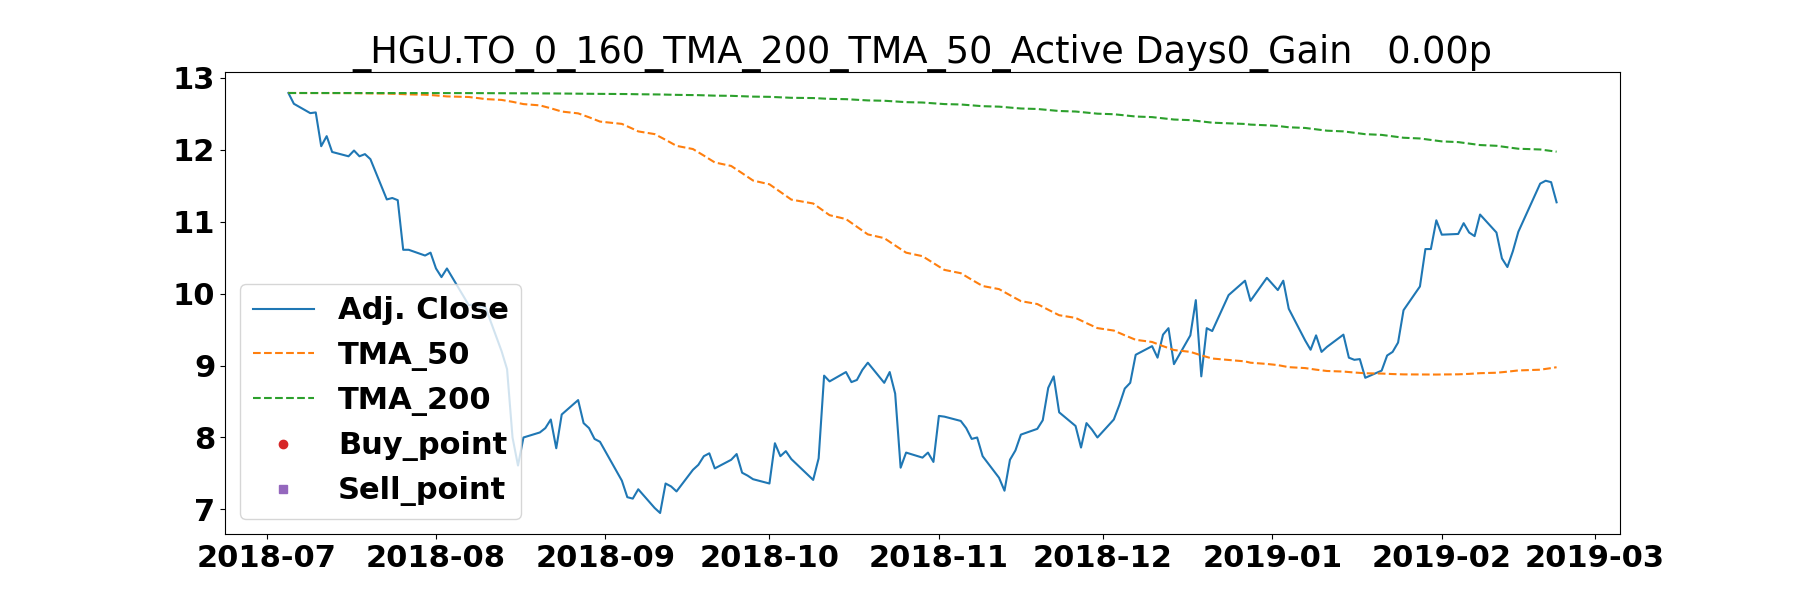 _HGU.TO_0_160_TMA_200_TMA_50_Active Days0_Gain   0.00p
13
12
11
10
9
8
7
Adj. Close
TMA_50
TMA_200
Buy_point
Sell_point
2018-07 2018-08 2018-09 2018-10 2018-11 2018-12 2019-01 2019-02 2019-03